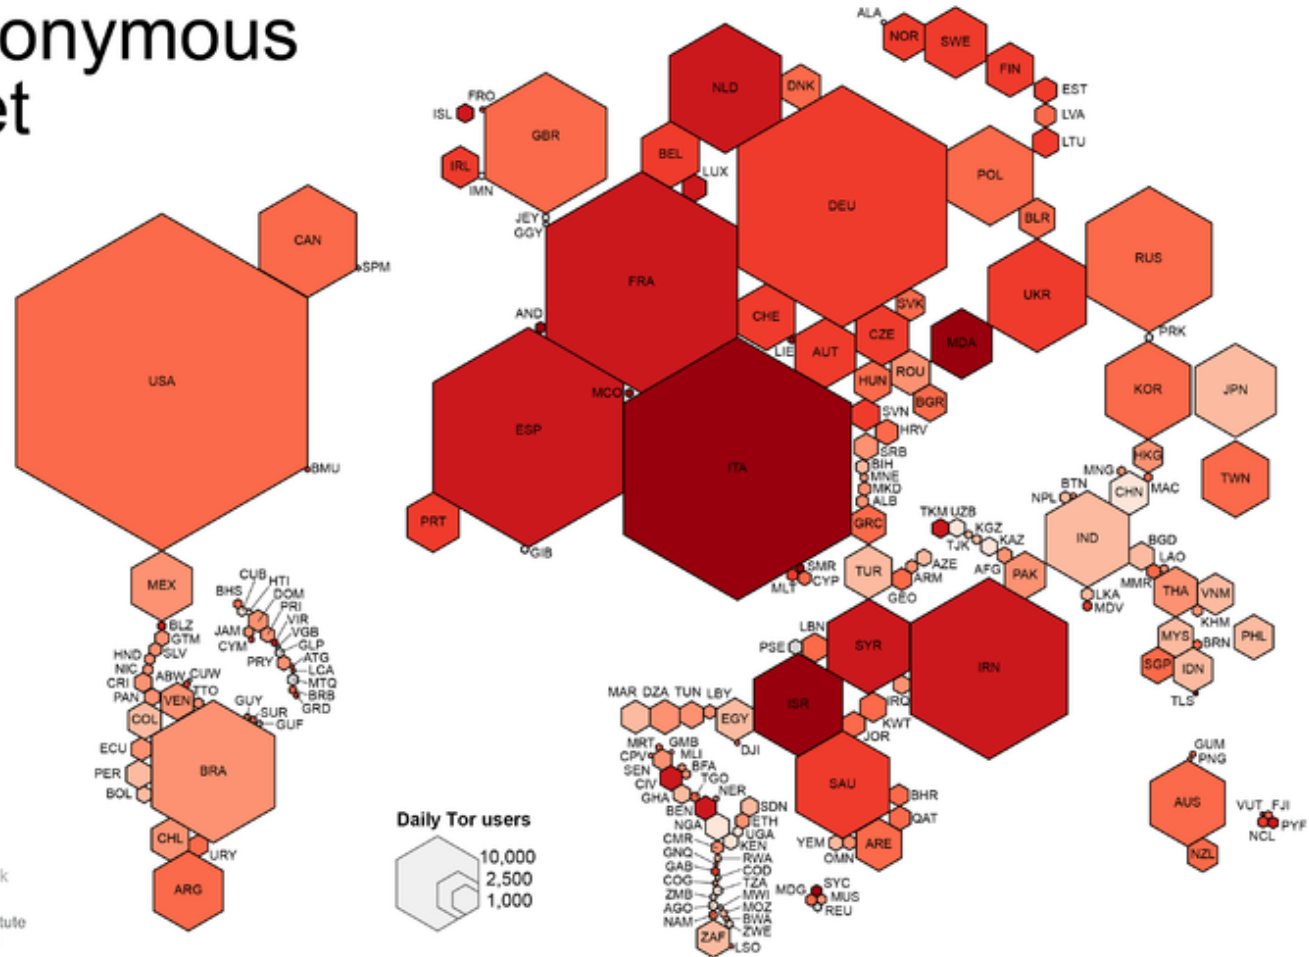 onymous
et
ALA
NOR
SWE
FIN
EST
LVA
LTU
NLD
DNK
FRO
ISL
GBR
IRL
IMN
BEL
LUX
JEY
GGY
DEU
POL
BLR
RUS
UKR
PRK
CAN
SPM
USA
BMU
FRA
AND
CHE
LIE
AUT
CZE
SVK
MDA
HUN
ROU
BGR
KOR
JPN
MCO
ESP
ITA
SVN
HRV
SRB
BIH
MNE
MKD
ALB
GRC
PRT
GIB
HKG
MNG
MAC
CHN
TWN
BTN
NPL
IND
TKM
UZB
KGZ
TJK
KAZ
AFG
PAK
BGD
LAO
MMR
THA
VNM
LKA
MDV
KHM
SMR
MLT
CYP
TUR
AZE
ARM
GEO
MEX
CUB
BHS
HTI
DOM
PRI
JAM
VIR
CYM
VGB
GLP
PRY
ATG
LCA
MTQ
BRB
GRD
BLZ
GTM
SLV
HND
NIC
CRI
ABW
CUW
PAN
VEN
TTO
COL
GUY
SUR
GUF
ECU
PER
BOL
BRA
CHL
URY
ARG
LBN
PSE
SYR
IRN
ISR
IRQ
KWT
JOR
MYS
BRN
PHL
SGP
IDN
TLS
MAR
DZA
TUN
LBY
EGY
DJI
SAU
BHR
QAT
YEM
OMN
ARE
MRT
GMB
CPV
MLI
SEN
BFA
CIV
TGO
GHA
NER
BEN
SDN
NGA
ETH
UGA
CMR
KEN
GNQ
RWA
GAB
COD
COG
TZA
ZMB
MWI
AGO
MOZ
NAM
BWA
ZWE
ZAF
LSO
MDG
SYC
MUS
REU
GUM
PNG
AUS
VUT
FJI
PYF
NCL
NZL
Daily Tor users
10,000
2,500
1,000
k
tute